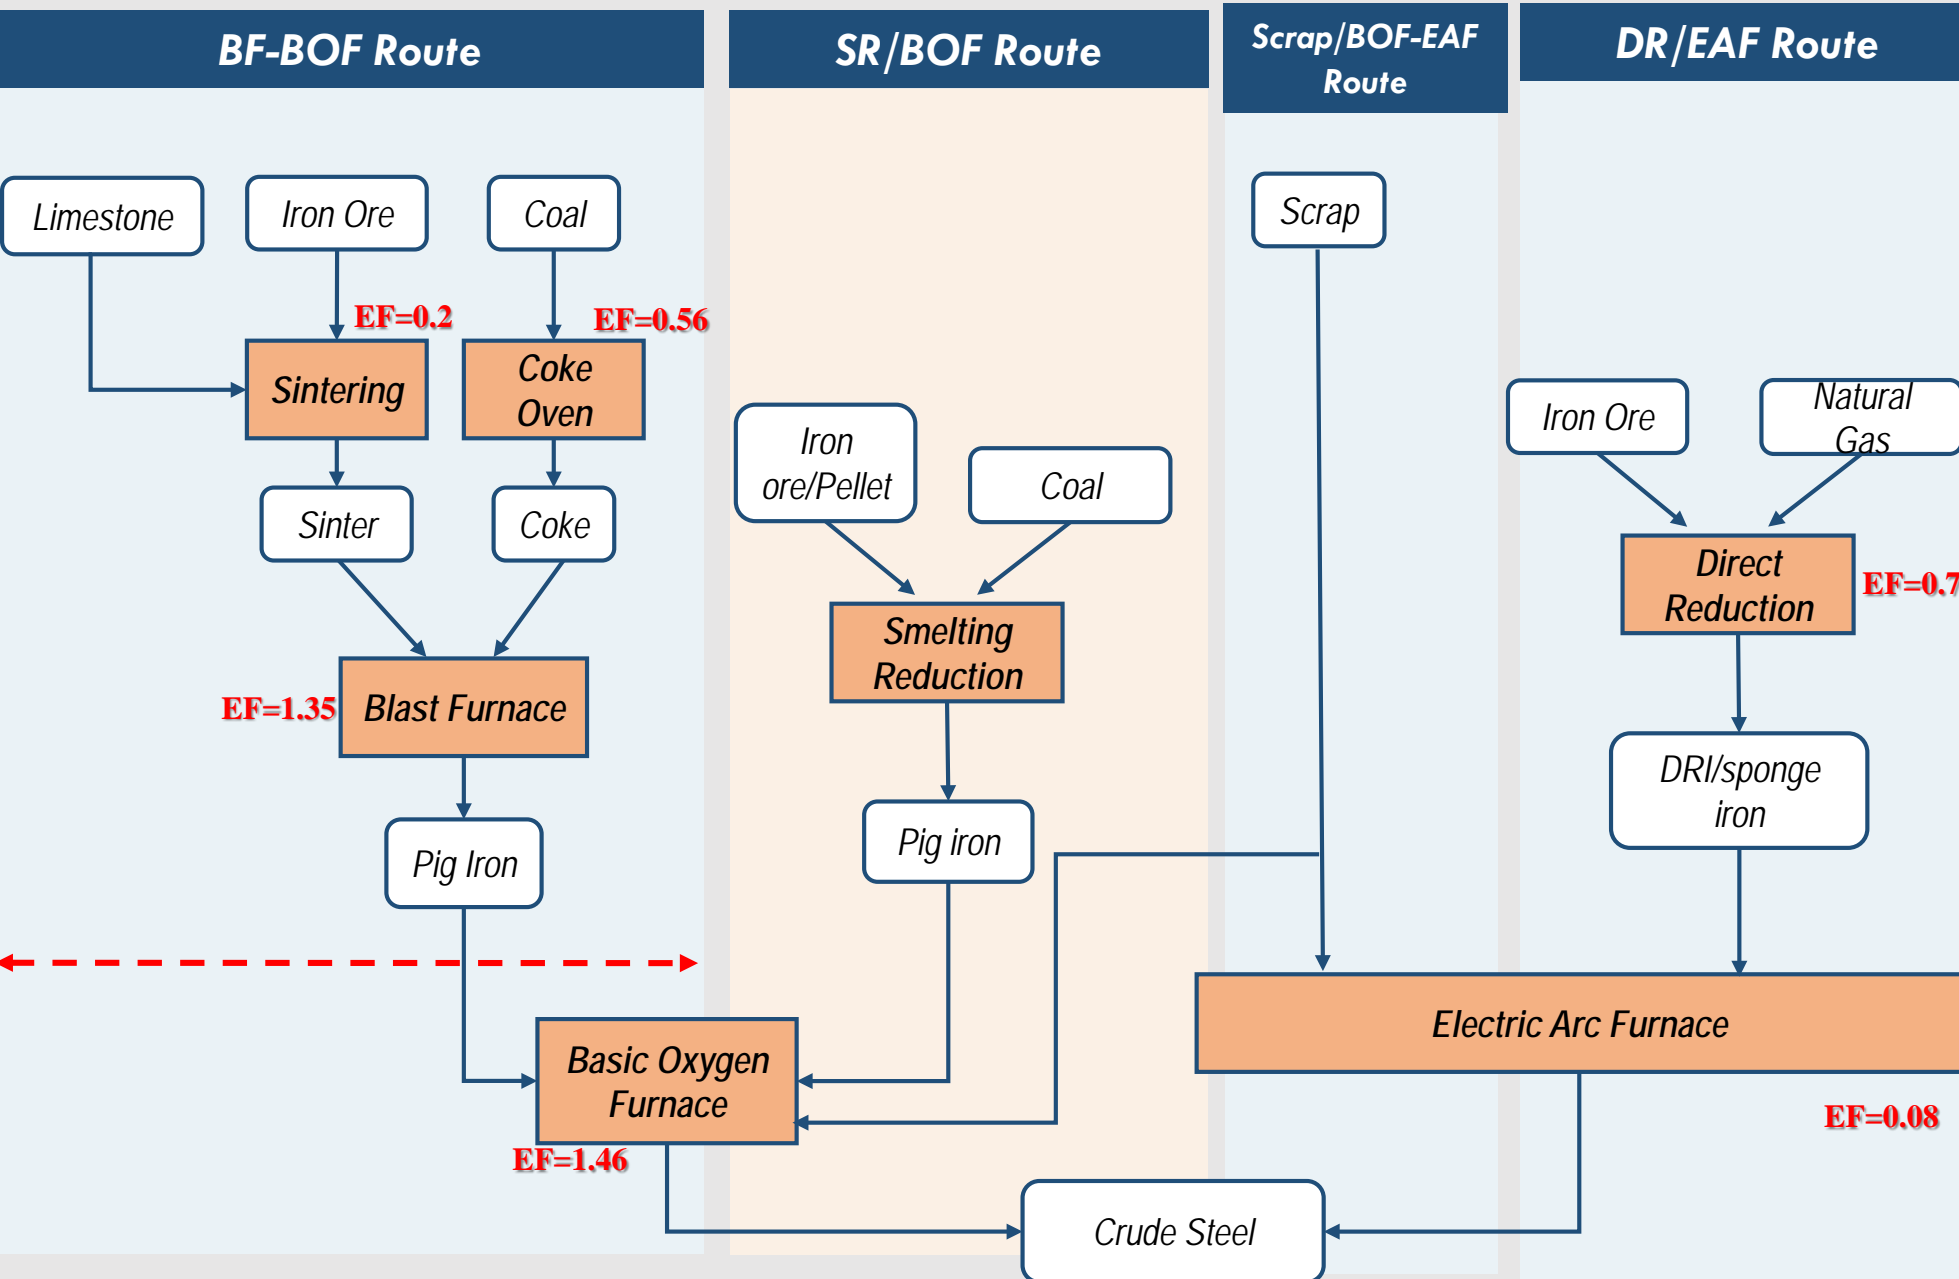 BF-BOF Route
SR/BOF Route
Scrap/BOF-EAF
Route
DR/EAF Route
Limestone
Iron Ore
Coal
Scrap
EF=0.2
EF=0.56
Sintering
Coke
Oven
Iron
ore/Pellet
Coal
Iron Ore
Natural
Gas
Sinter
Coke
Smelting
Reduction
Direct
Reduction
EF=0.7
EF=1.35
Blast Furnace
DRI/sponge
iron
Pig Iron
Pig iron
Basic Oxygen
Furnace
Electric Arc Furnace
EF=1.46
EF=0.08
Crude Steel